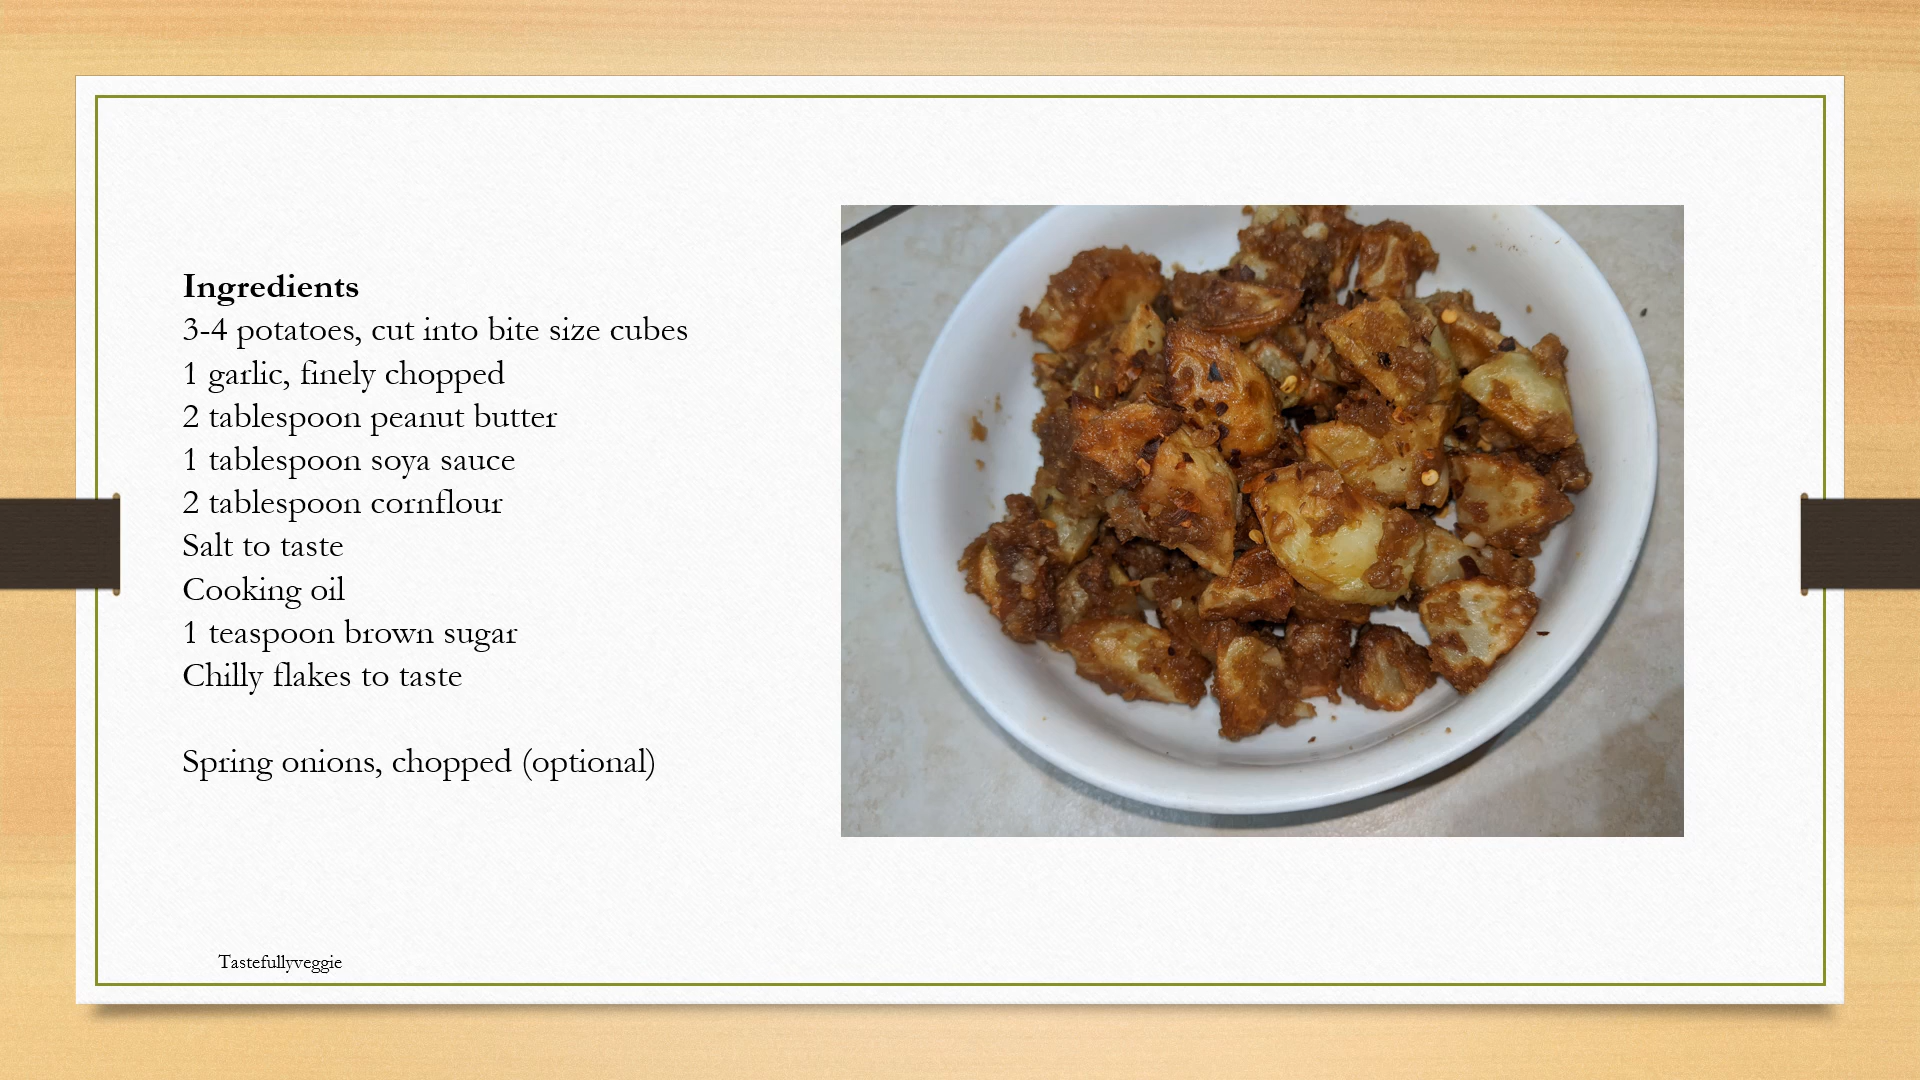 Ingredients
3-4 potatoes, cut into bite size cubes
1 garlic, finely chopped
2 tablespoon peanut butter
1 tablespoon soya sauce
2 tablespoon cornflour
Salt to taste
Cooking oil
1 teaspoon brown sugar
Chilly flakes to taste
Spring onions, chopped (optional)
Tastefullyveggie